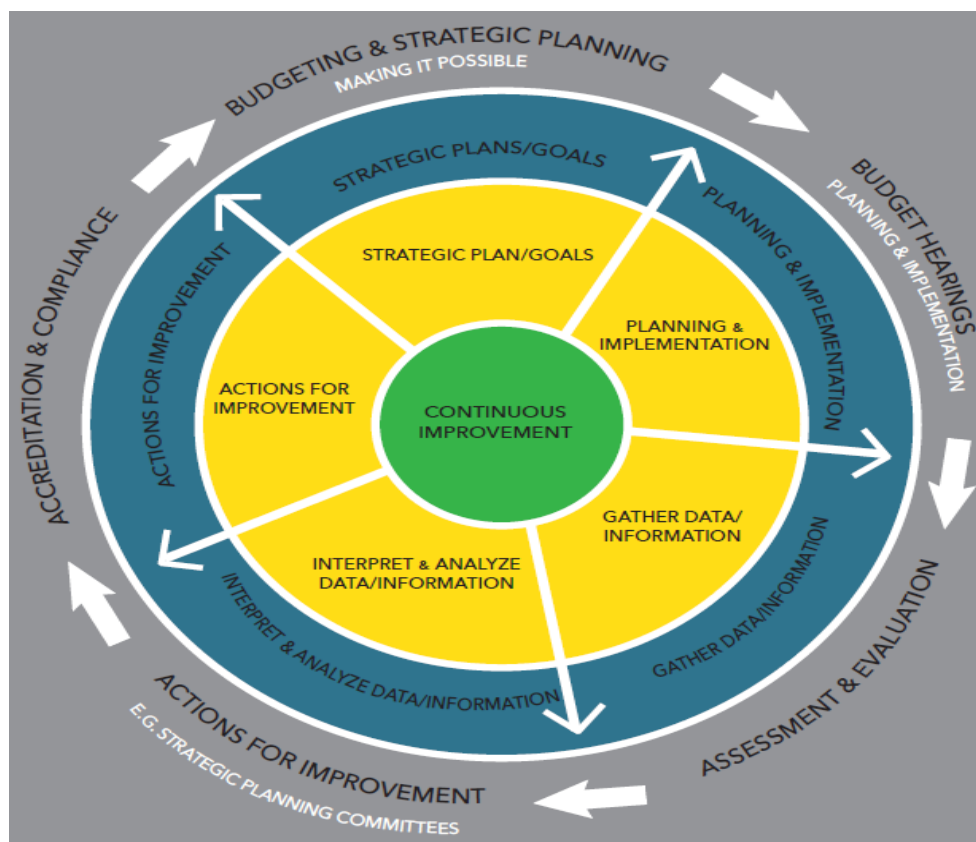 BUDGETING & STRATEGIC PLANNING
MAKING IT POSSIBLE
BUDGET HEARINGS
PLANNING & IMPLEMENTATION
ASSESSMENT & EVALUATION
ACTIONS FOR IMPROVEMENT
E.G. STRATEGIC PLANNING COMMITTEES
ACCREDITATION & COMPLIANCE
STRATEGIC PLANS/GOALS
PLANNING & IMPLEMENTATION
GATHER DATA/INFORMATION
INTERPRET & ANALYZE DATA/INFORMATION
ACTIONS FOR IMPROVEMENT
STRATEGIC PLAN/GOALS
PLANNING &
IMPLEMENTATION
GATHER DATA/
INFORMATION
INTERPRET & ANALYZE
DATA/INFORMATION
ACTIONS FOR
IMPROVEMENT
CONTINUOUS
IMPROVEMENT